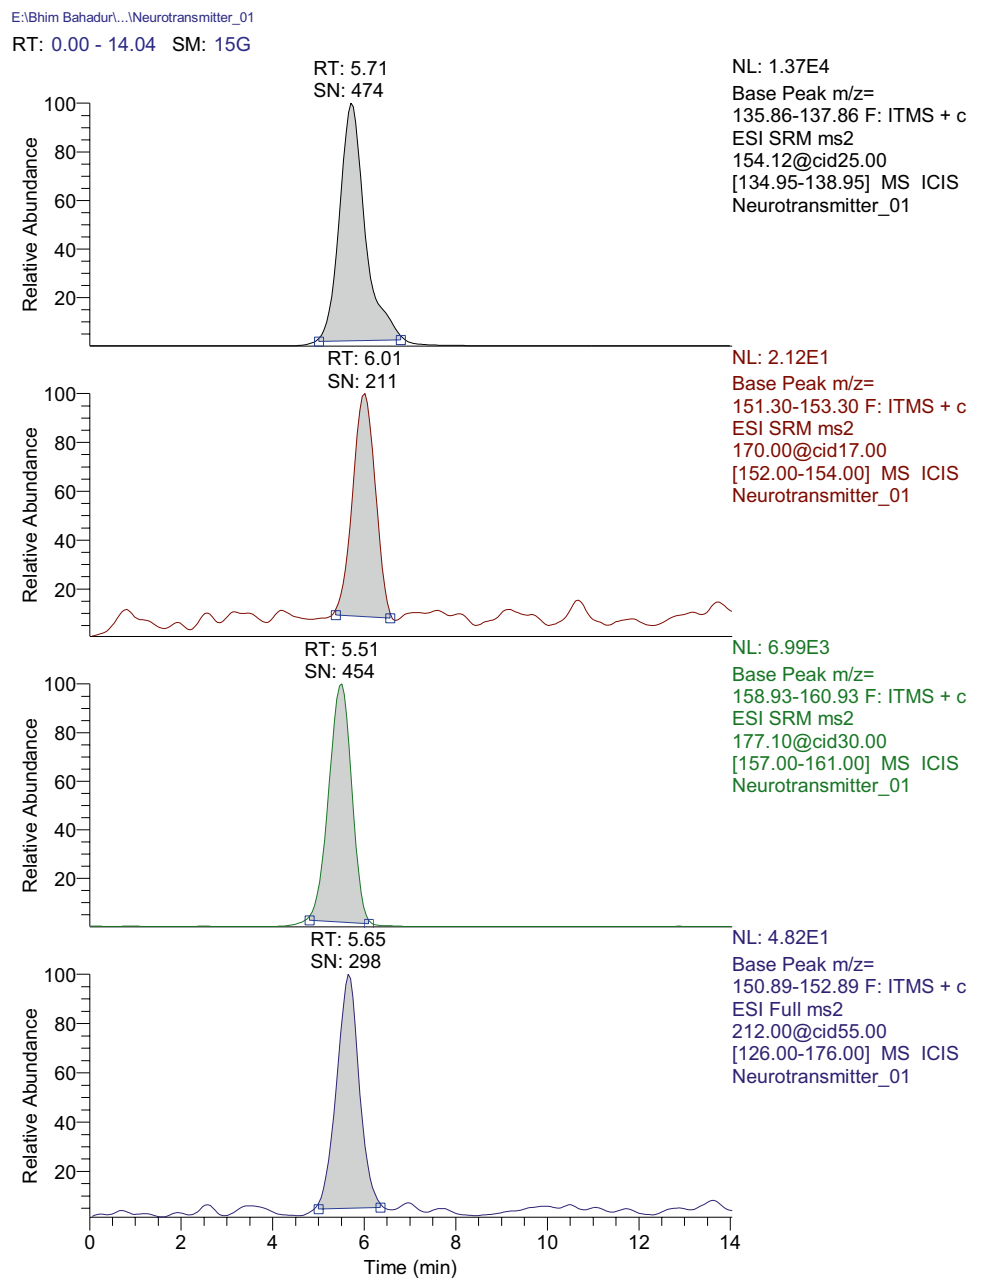 E:\Bhim Bahadur\...\Neurotransmitter_01
RT: 0.00 - 14.04 SM: 15G
RT: 5.71
SN: 474
NL: 1.37E4
Base Peak m/z=
135.86-137.86 F: ITMS + c
ESI SRM ms2
154.12@cid25.00
[134.95-138.95] MS ICIS
Neurotransmitter_01
100
80
60
40
20
Relative Abundance
RT: 6.01
SN: 211
NL: 2.12E1
Base Peak m/z=
151.30-153.30 F: ITMS + c
ESI SRM ms2
170.00@cid17.00
[152.00-154.00] MS ICIS
Neurotransmitter_01
100
80
60
40
20
Relative Abundance
RT: 5.51
SN: 454
NL: 6.99E3
Base Peak m/z=
158.93-160.93 F: ITMS + c
ESI SRM ms2
177.10@cid30.00
[157.00-161.00] MS ICIS
Neurotransmitter_01
100
80
60
40
20
Relative Abundance
RT: 5.65
SN: 298
NL: 4.82E1
Base Peak m/z=
150.89-152.89 F: ITMS + c
ESI Full ms2
212.00@cid55.00
[126.00-176.00] MS ICIS
Neurotransmitter_01
100
80
60
40
20
Relative Abundance
0 2 4 6 8 10 12 14
Time (min)